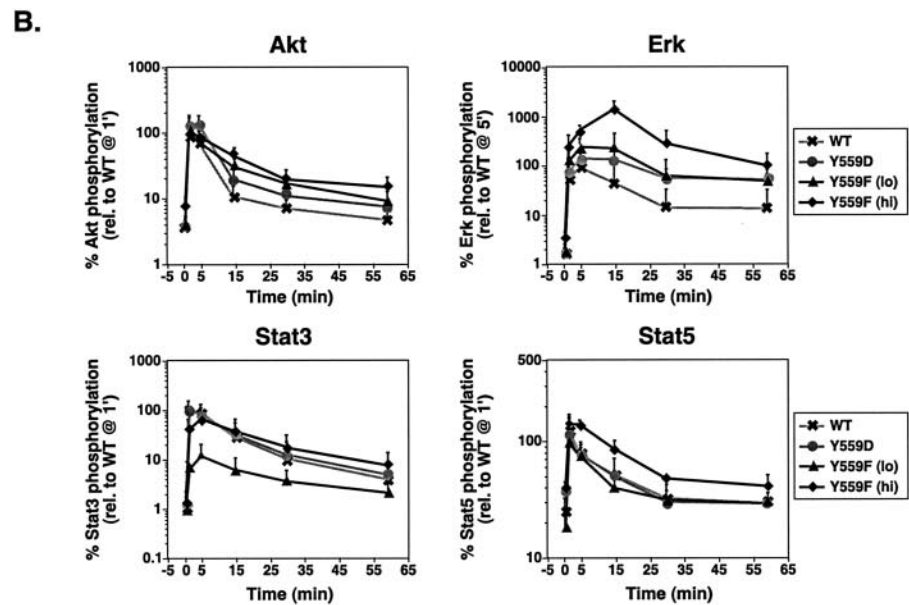 B.
Akt
% Akt phosphorylation
(rel. to WT @ 1')
1000
100
10
1
-5 0 5 15 25 35 45 55 65
Time (min)
Erk
% Erk phosphorylation
(rel. to WT @ 5')
10000
1000
100
10
1
-5 0 5 15 25 35 45 55 65
Time (min)
WT
Y559D
Y559F (lo)
Y559F (hi)
Stat3
% Stat3 phosphorylation
(rel. to WT @ 1')
1000
100
10
1
0.1
-5 0 5 15 25 35 45 55 65
Time (min)
Stat5
% Stat5 phosphorylation
(rel. to WT @ 1')
500
100
10
-5 0 5 15 25 35 45 55 65
Time (min)
WT
Y559D
Y559F (lo)
Y559F (hi)